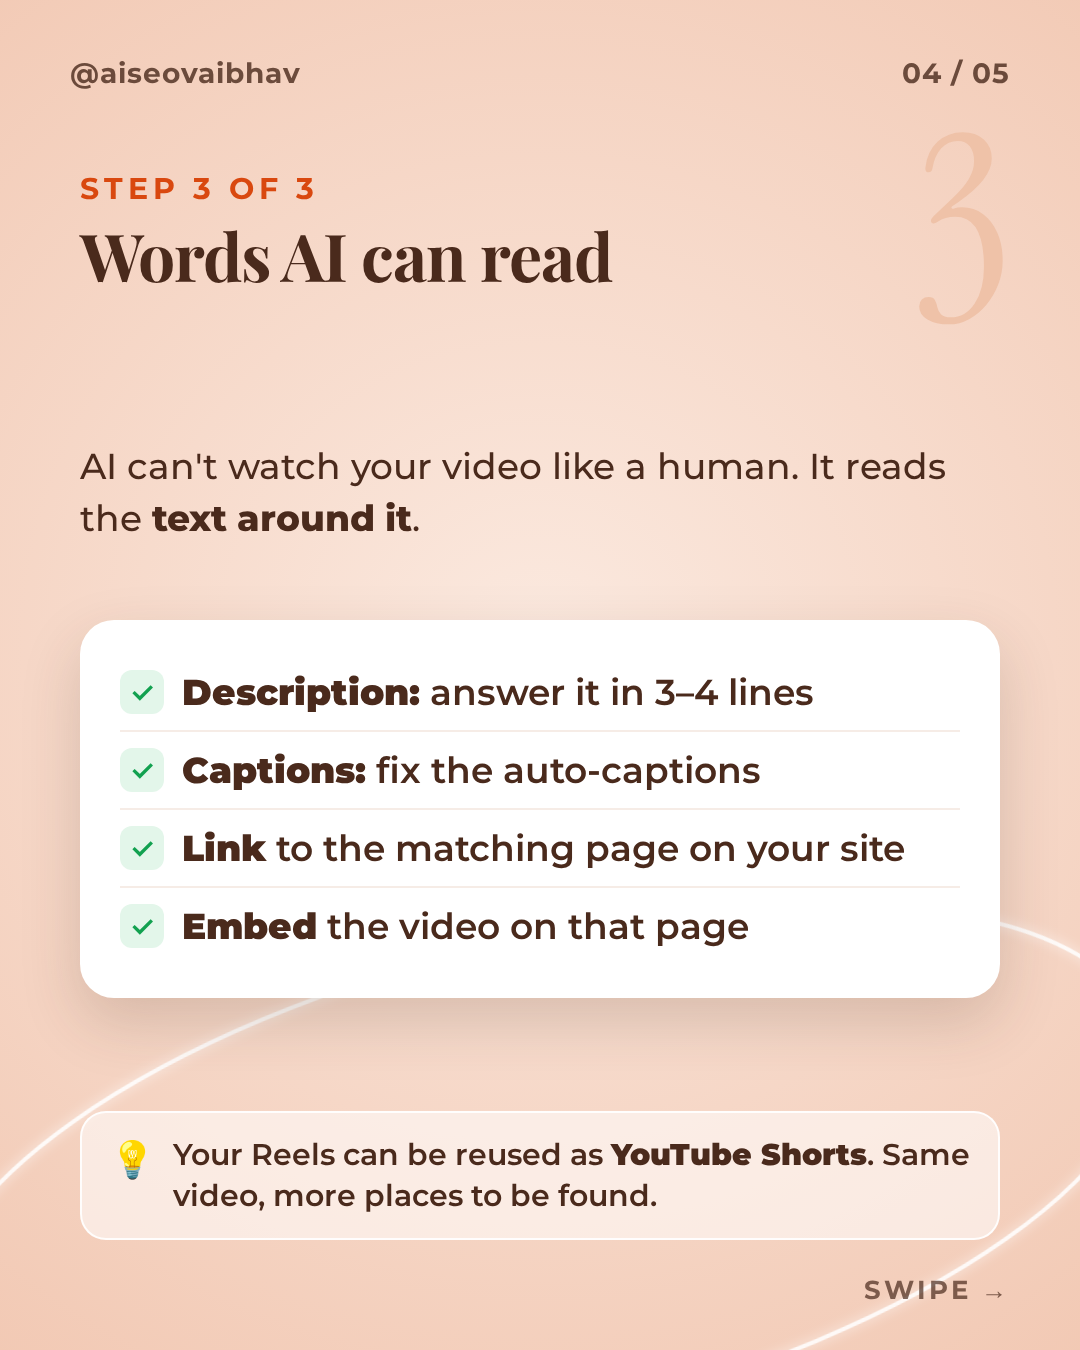 @aiseovaibhav
04 / 05
3
STEP 3 OF 3
Words AI can read
AI can't watch your video like a human. It reads
the text around it.
Description: answer it in 3–4 lines
Captions: fix the auto-captions
Link to the matching page on your site
Embed the video on that page
Your Reels can be reused as YouTube Shorts. Same
video, more places to be found.
SWIPE →